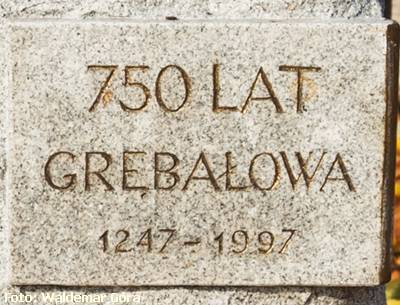 750 LAT
GRĘBAŁOWA
1247-1997
Foto: Waldemar Góra